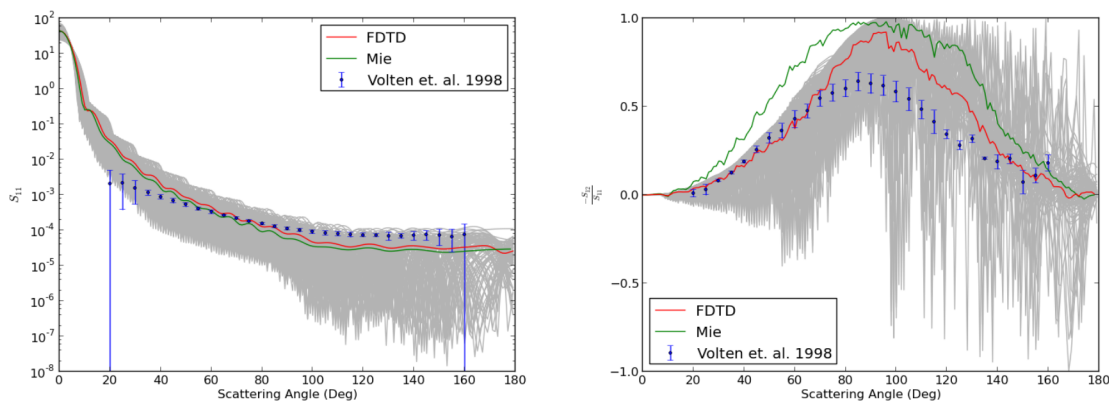 10²
10¹
10⁰
10⁻¹
10⁻²
10⁻³
10⁻⁴
10⁻⁵
10⁻⁶
10⁻⁷
10⁻⁸
S₁₁
FDTD
Mie
Volten et. al. 1998
0 20 40 60 80 100 120 140 160 180
Scattering Angle (Deg)
1.0
0.5
0.0
−0.5
−1.0
−S₁₂
S₁₁
FDTD
Mie
Volten et. al. 1998
0 20 40 60 80 100 120 140 160 180
Scattering Angle (Deg)